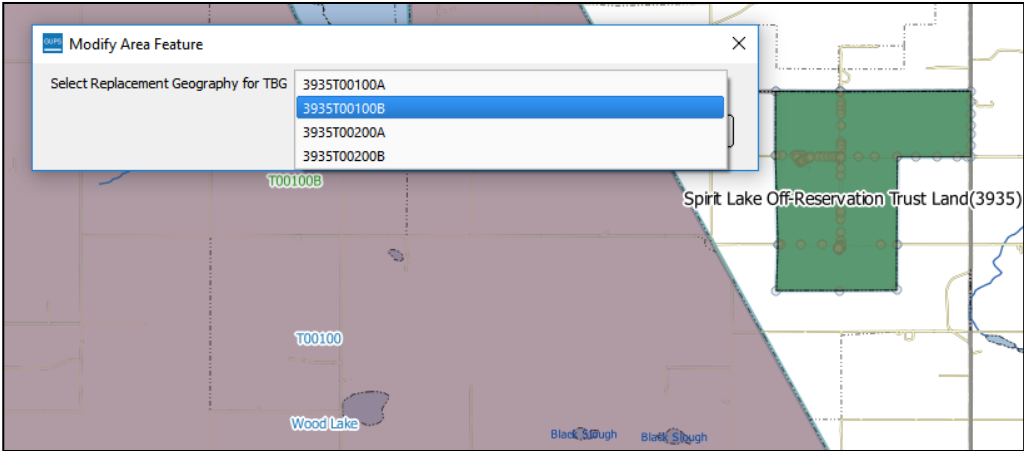 GUPS Modify Area Feature
Select Replacement Geography for TBG
3935T00100A
3935T00100B
3935T00200A
3935T00200B
T00100B
Spirit Lake Off-Reservation Trust Land(3935)
T00100
Wood Lake
Black Slough
Black Slough